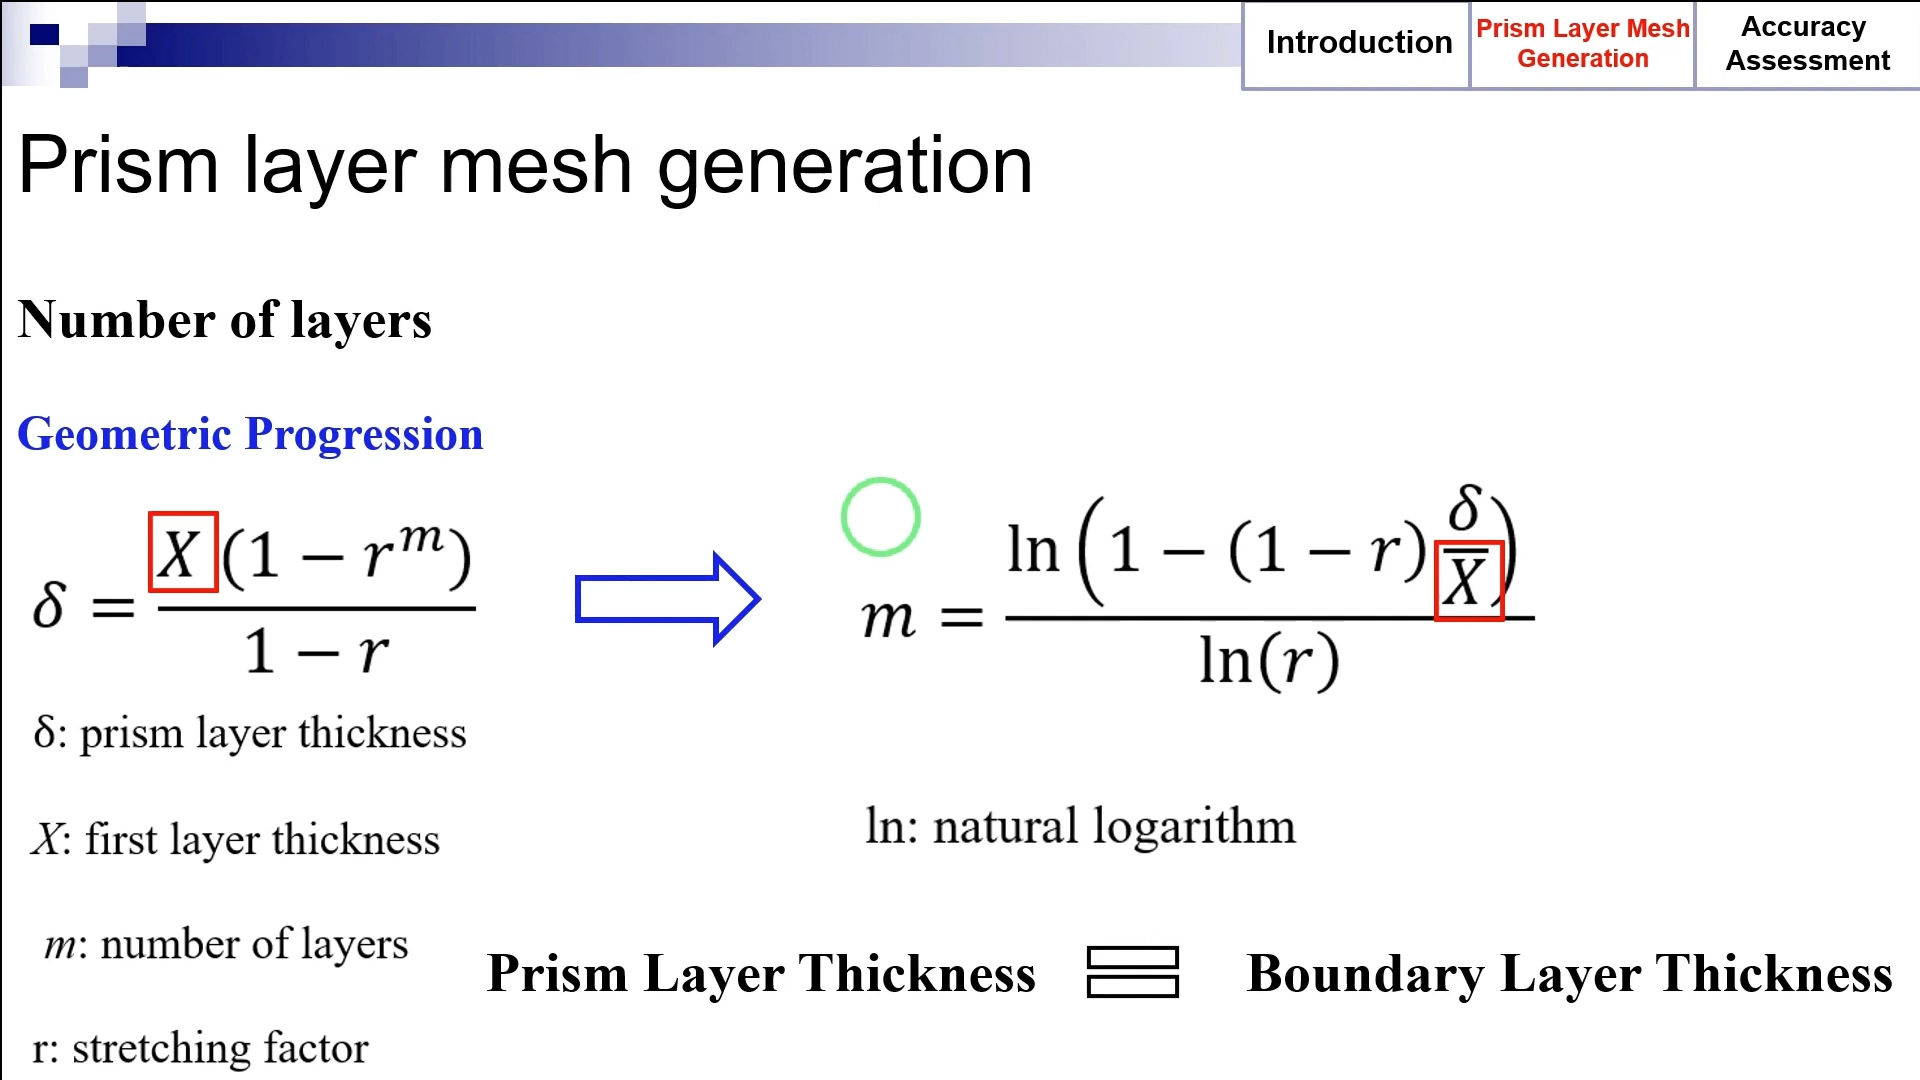 Introduction
Prism Layer Mesh
Generation
Accuracy
Assessment
Prism layer mesh generation
Number of layers
Geometric Progression
δ = X(1 − r^m) / (1 − r)
m = ln(1 − (1 − r) δ/X) / ln(r)
δ: prism layer thickness
X: first layer thickness
ln: natural logarithm
m: number of layers
Prism Layer Thickness = Boundary Layer Thickness
r: stretching factor